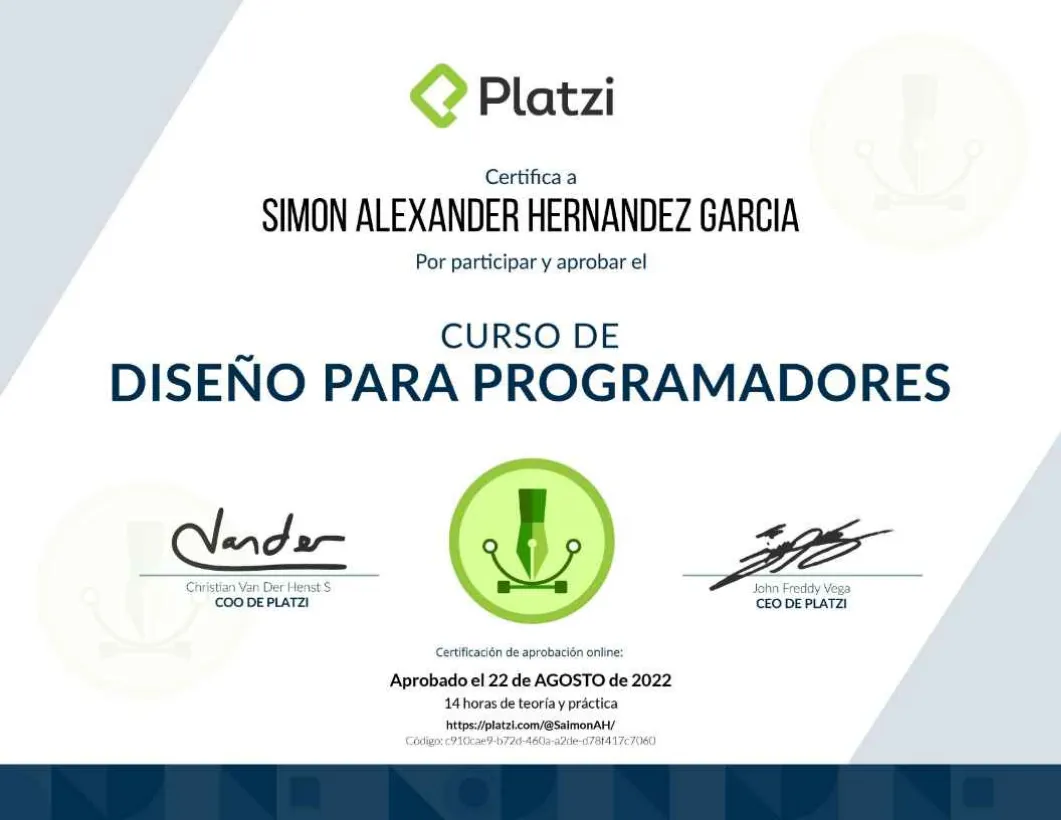 Platzi
Certifica a
SIMON ALEXANDER HERNANDEZ GARCIA
Por participar y aprobar el
CURSO DE
DISEÑO PARA PROGRAMADORES
Vander
Christian Van Der Henst S
COO DE PLATZI
John Freddy Vega
CEO DE PLATZI
Certificación de aprobación online:
Aprobado el 22 de AGOSTO de 2022
14 horas de teoría y práctica
https://platzi.com/@SaimonAH/
Código: c910cae9-b72d-460a-a2de-d78f417c7060